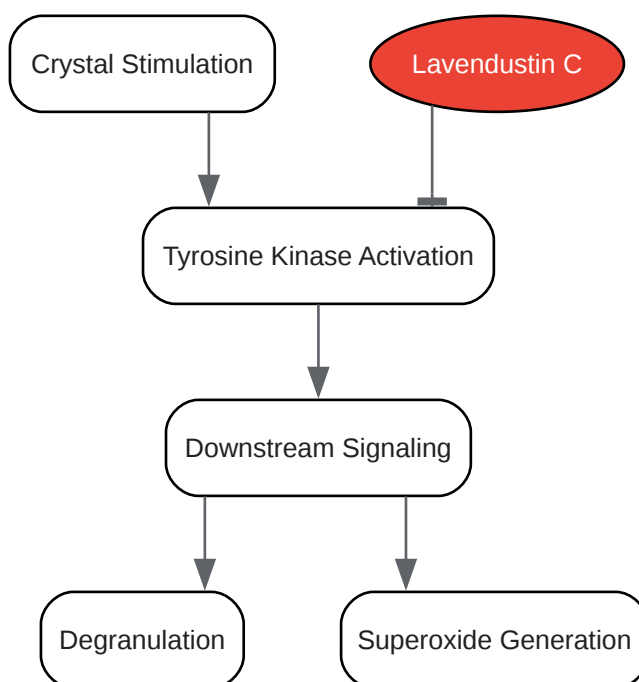 Crystal Stimulation
Lavendustin C
Tyrosine Kinase Activation
Downstream Signaling
Degranulation
Superoxide Generation